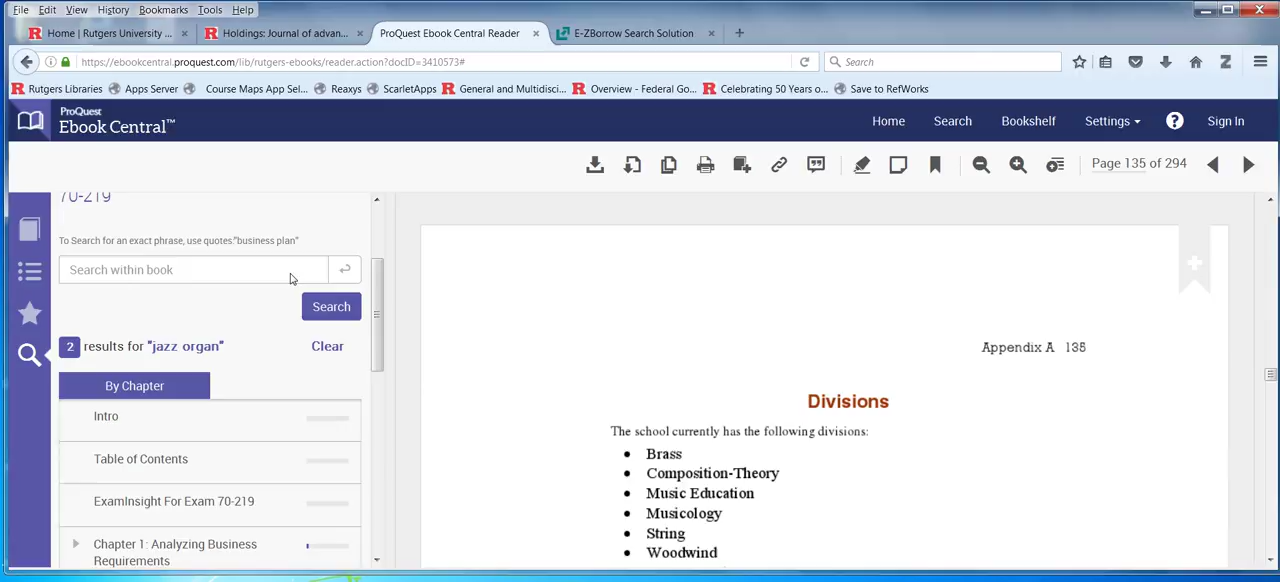 File Edit View History Bookmarks Tools Help
Home | Rutgers University ... × Holdings: Journal of advan... × ProQuest Ebook Central Reader × E-ZBorrow Search Solution × +
https://ebookcentral.proquest.com/lib/rutgers-ebooks/reader.action?docID=3410573# Search
Rutgers Libraries Apps Server Course Maps App Sel... Reaxys ScarletApps General and Multidisci... Overview - Federal Go... Celebrating 50 Years o... Save to RefWorks
ProQuest
Ebook Central™
Home Search Bookshelf Settings ? Sign In
Page 135 of 294
70-219
To Search for an exact phrase, use quotes:"business plan"
Search within book
Search
2 results for "jazz organ" Clear
By Chapter
Intro
Table of Contents
ExamInsight For Exam 70-219
Chapter 1: Analyzing Business
Requirements
Appendix A 135
Divisions
The school currently has the following divisions:
• Brass
• Composition-Theory
• Music Education
• Musicology
• String
• Woodwind